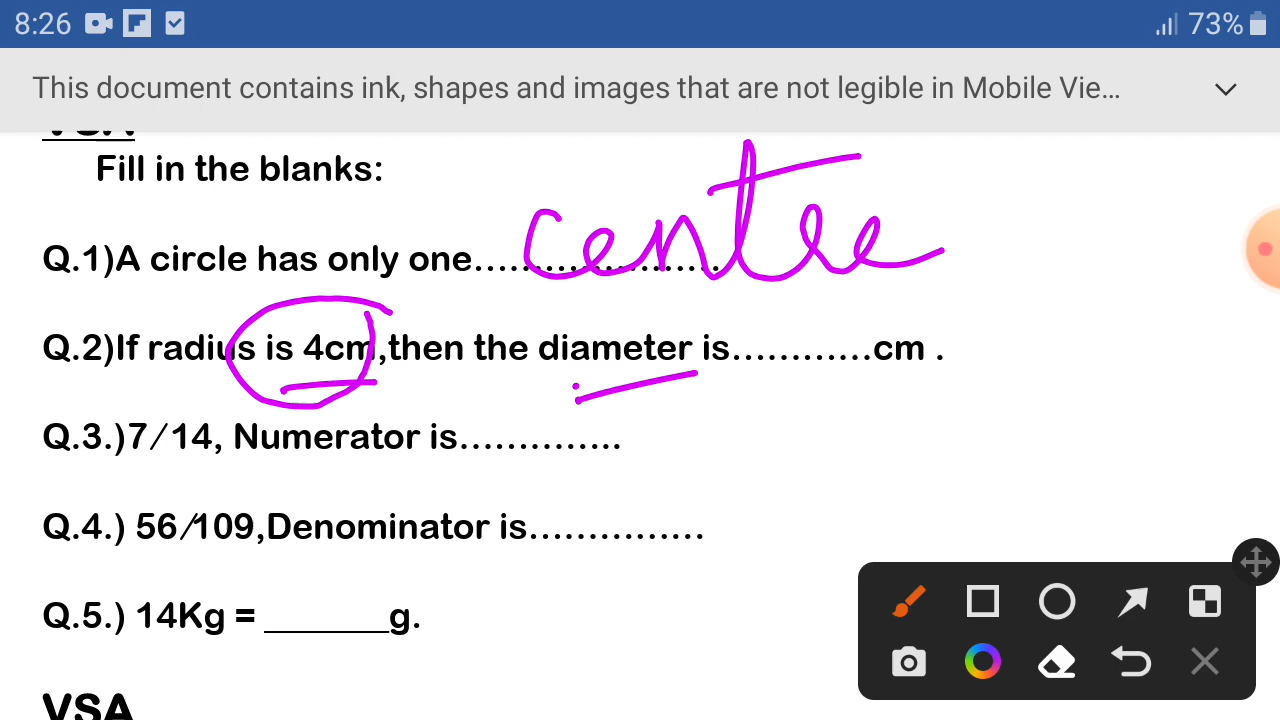 8:26 73%
This document contains ink, shapes and images that are not legible in Mobile Vie...
VSA
Fill in the blanks:
Q.1)A circle has only one..................... centre
Q.2)If radius is 4cm,then the diameter is............cm .
Q.3.)7/14, Numerator is..............
Q.4.) 56/109,Denominator is...............
Q.5.) 14Kg = ______g.
VSA